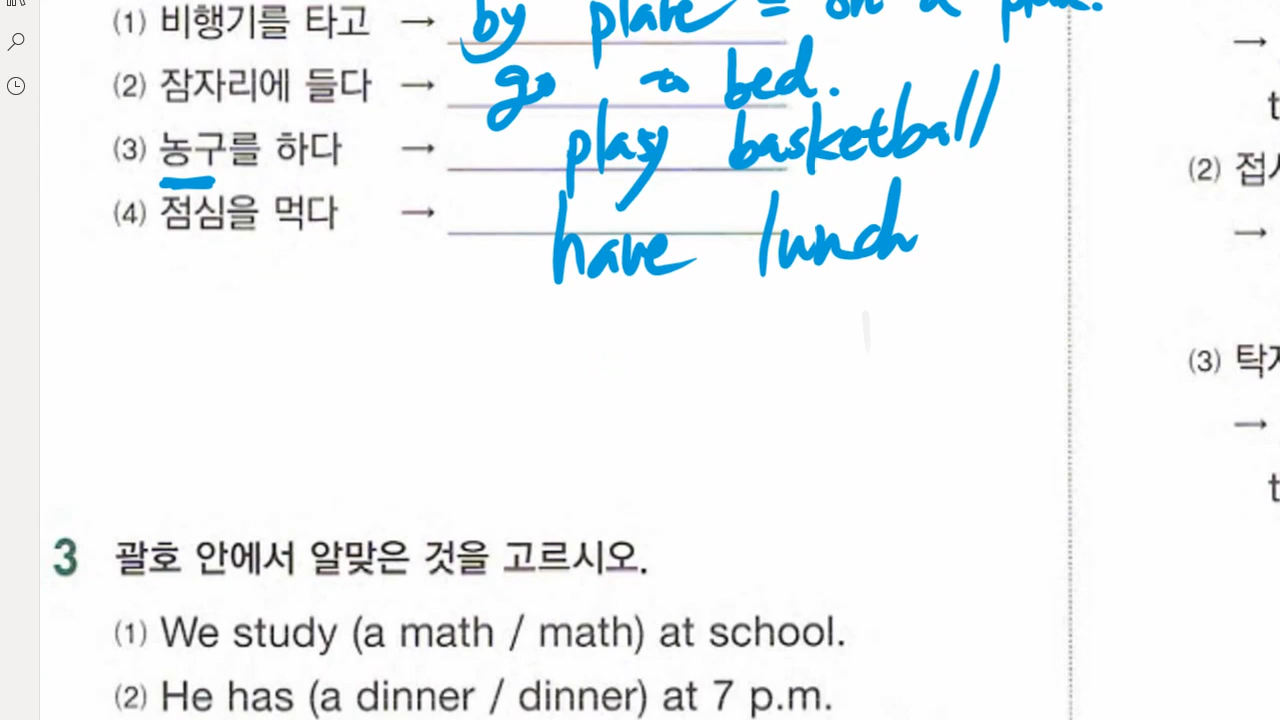 (1) 비행기를 타고 → by plane = on a plane.
(2) 잠자리에 들다 → go to bed.
(3) 농구를 하다 → play basketball
(4) 점심을 먹다 → have lunch
3 괄호 안에서 알맞은 것을 고르시오.
(1) We study (a math / math) at school.
(2) He has (a dinner / dinner) at 7 p.m.
→
t
(2)
→
(3)
→
t